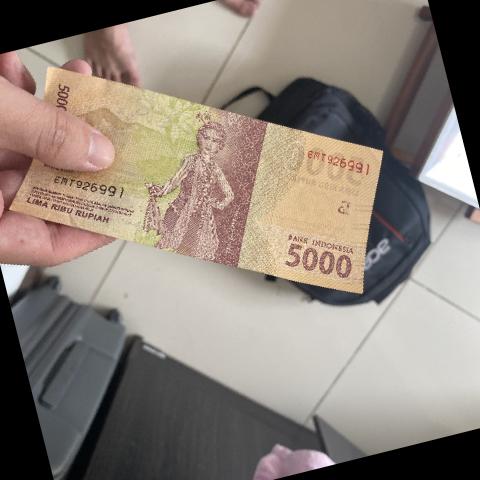 5000
EMT926991
LIMA RIBU RUPIAH
EMT926991
BANK INDONESIA
5000
acer